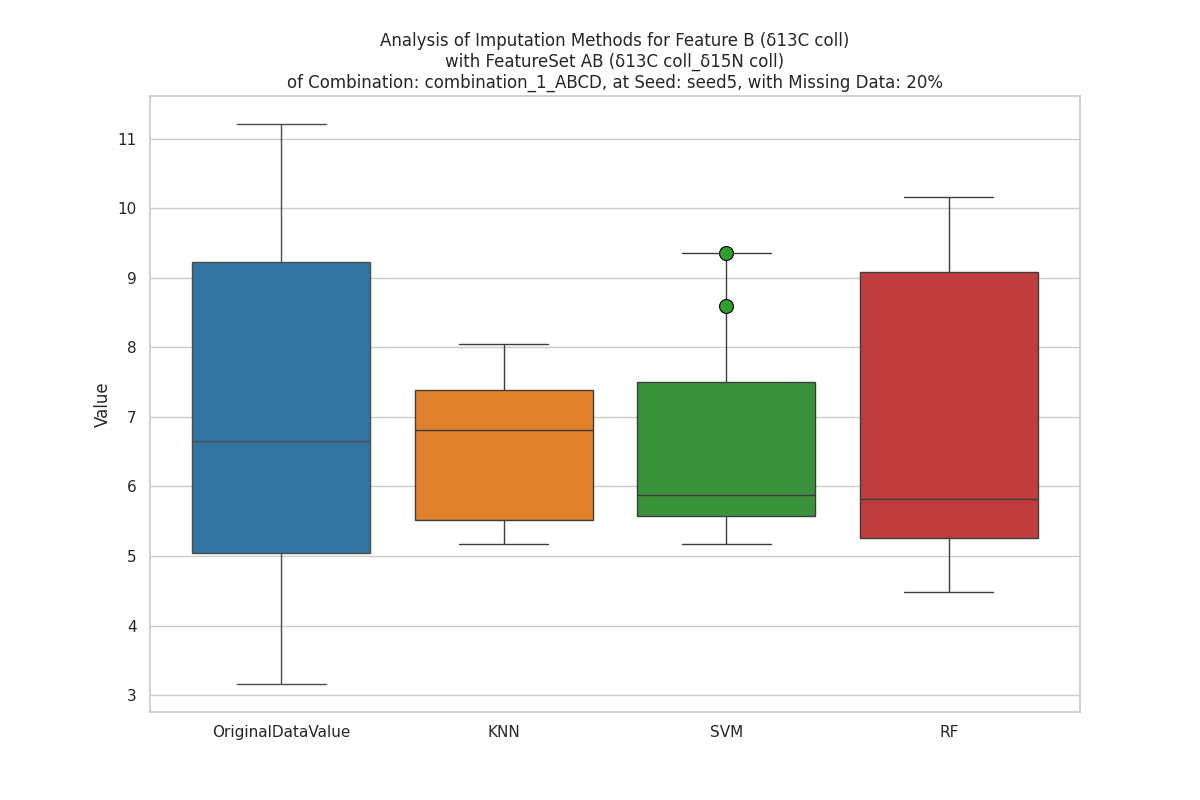 Analysis of Imputation Methods for Feature B (δ13C coll)
with FeatureSet AB (δ13C coll_δ15N coll)
of Combination: combination_1_ABCD, at Seed: seed5, with Missing Data: 20%
11
10
9
8
7
6
5
4
3
Value
OriginalDataValue KNN SVM RF